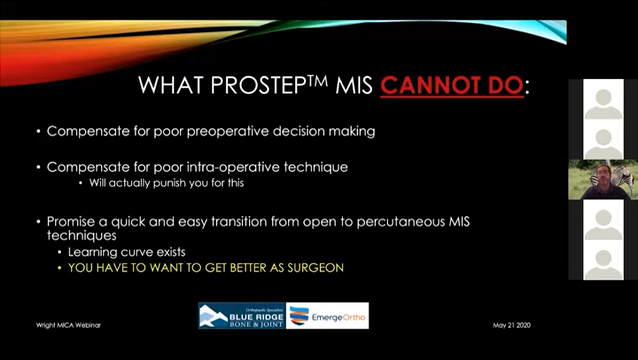 WHAT PROSTEP™ MIS CANNOT DO:
• Compensate for poor preoperative decision making
• Compensate for poor intra-operative technique
• Will actually punish you for this
• Promise a quick and easy transition from open to percutaneous MIS
techniques
• Learning curve exists
• YOU HAVE TO WANT TO GET BETTER AS SURGEON
Orthopaedic Specialists
BLUE RIDGE
BONE & JOINT
EmergeOrtho
Wright MICA Webinar
May 21 2020